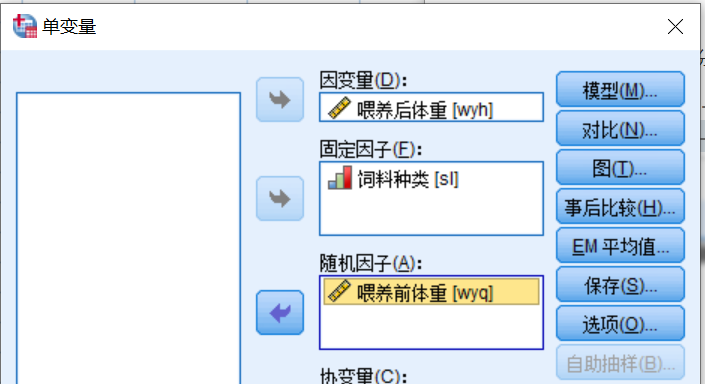 单变量
因变量(D):
喂养后体重 [wyh]
固定因子(F):
饲料种类 [sl]
随机因子(A):
喂养前体重 [wyq]
协变量(C):
模型(M)...
对比(N)...
图(T)...
事后比较(H)...
EM 平均值...
保存(S)...
选项(O)...
自助抽样(B)...